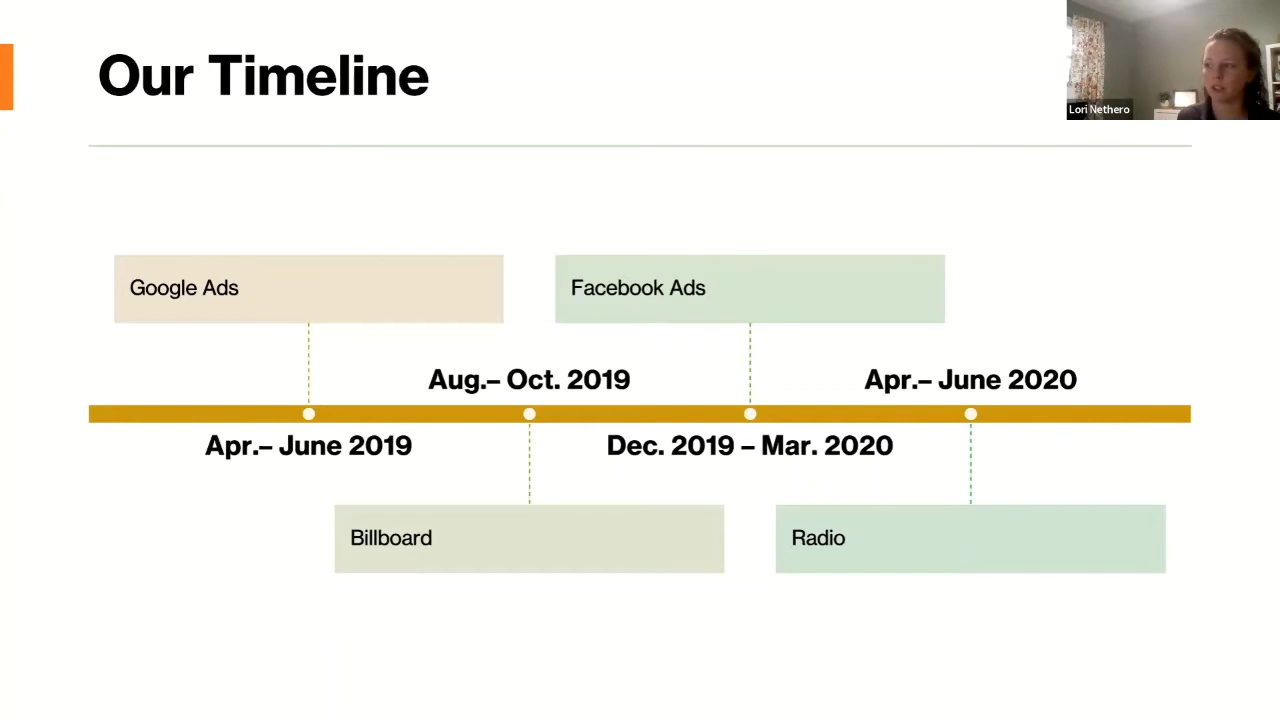 Our Timeline
Lori Nethero
Google Ads
Facebook Ads
Aug.– Oct. 2019
Apr.– June 2020
Apr.– June 2019
Dec. 2019 – Mar. 2020
Billboard
Radio